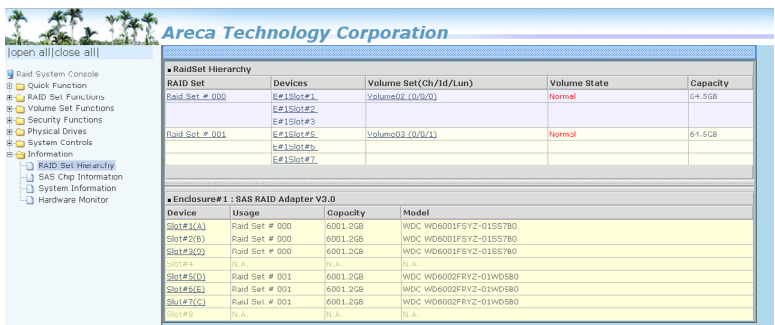 Areca Technology Corporation
|open all|close all|
Raid System Console
Quick Function
RAID Set Functions
Volume Set Functions
Security Functions
Physical Drives
System Controls
Information
RAID Set Hierarchy
SAS Chip Information
System Information
Hardware Monitor
RaidSet Hierarchy
RAID Set Devices Volume Set(Ch/Id/Lun) Volume State Capacity
Raid Set # 000 E#1Slot#1 Volume02 (0/0/0) Normal 64.5GB
E#1Slot#2
E#1Slot#3
Raid Set # 001 E#1Slot#5 Volume03 (0/0/1) Normal 64.5GB
E#1Slot#6
E#1Slot#7
Enclosure#1 : SAS RAID Adapter V3.0
Device Usage Capacity Model
Slot#1(A) Raid Set # 000 6001.2GB WDC WD6001FSYZ-01SS7B0
Slot#2(B) Raid Set # 000 6001.2GB WDC WD6001FSYZ-01SS7B0
Slot#3(9) Raid Set # 000 6001.2GB WDC WD6001FSYZ-01SS7B0
Slot#4 N.A. N.A. N.A.
Slot#5(D) Raid Set # 001 6001.2GB WDC WD6002FRYZ-01WD5B0
Slot#6(E) Raid Set # 001 6001.2GB WDC WD6002FRYZ-01WD5B0
Slot#7(C) Raid Set # 001 6001.2GB WDC WD6002FRYZ-01WD5B0
Slot#8 N.A. N.A. N.A.